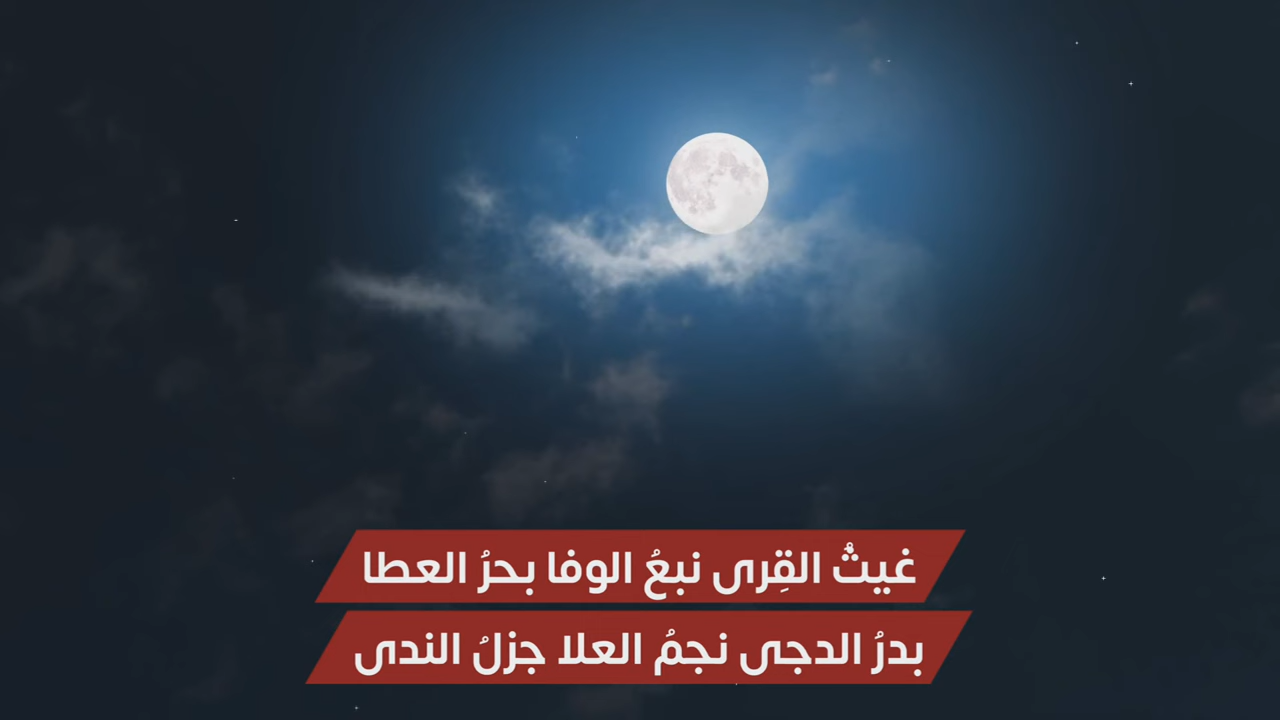 غيثُ القِرى نبعُ الوفا بحرُ العطا
بدرُ الدجى نجمُ العلا جزلُ الندى